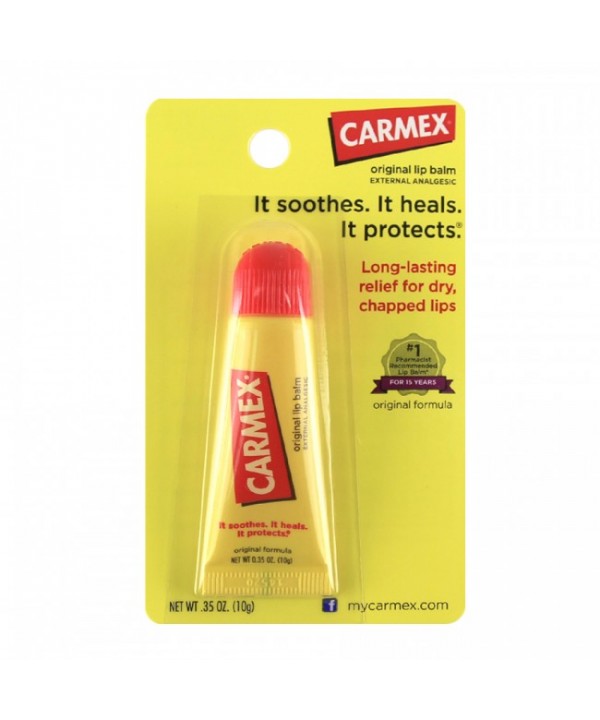 CARMEX
original lip balm
EXTERNAL ANALGESIC
It soothes. It heals.
It protects.®
Long-lasting
relief for dry,
chapped lips
#1
Pharmacist
Recommended
Lip Balm*
FOR 15 YEARS
original formula
CARMEX
original lip balm
EXTERNAL ANALGESIC
It soothes. It heals.
It protects.®
original formula
NET WT 0.35 OZ. (10g)
NET WT .35 OZ. (10g)
f mycarmex.com